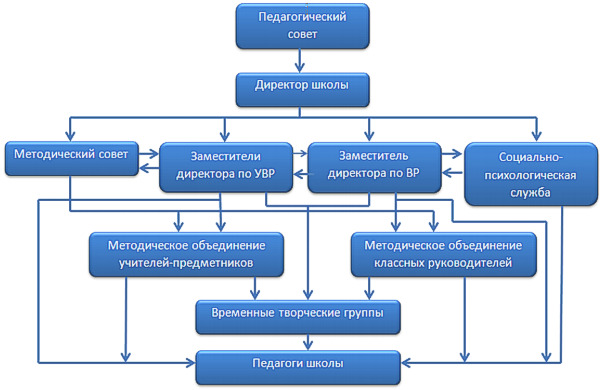 Педагогический
совет
Директор школы
Методический совет
Заместители
директора по УВР
Заместитель
директора по ВР
Социально-
психологическая
служба
Методическое объединение
учителей-предметников
Методическое объединение
классных руководителей
Временные творческие группы
Педагоги школы